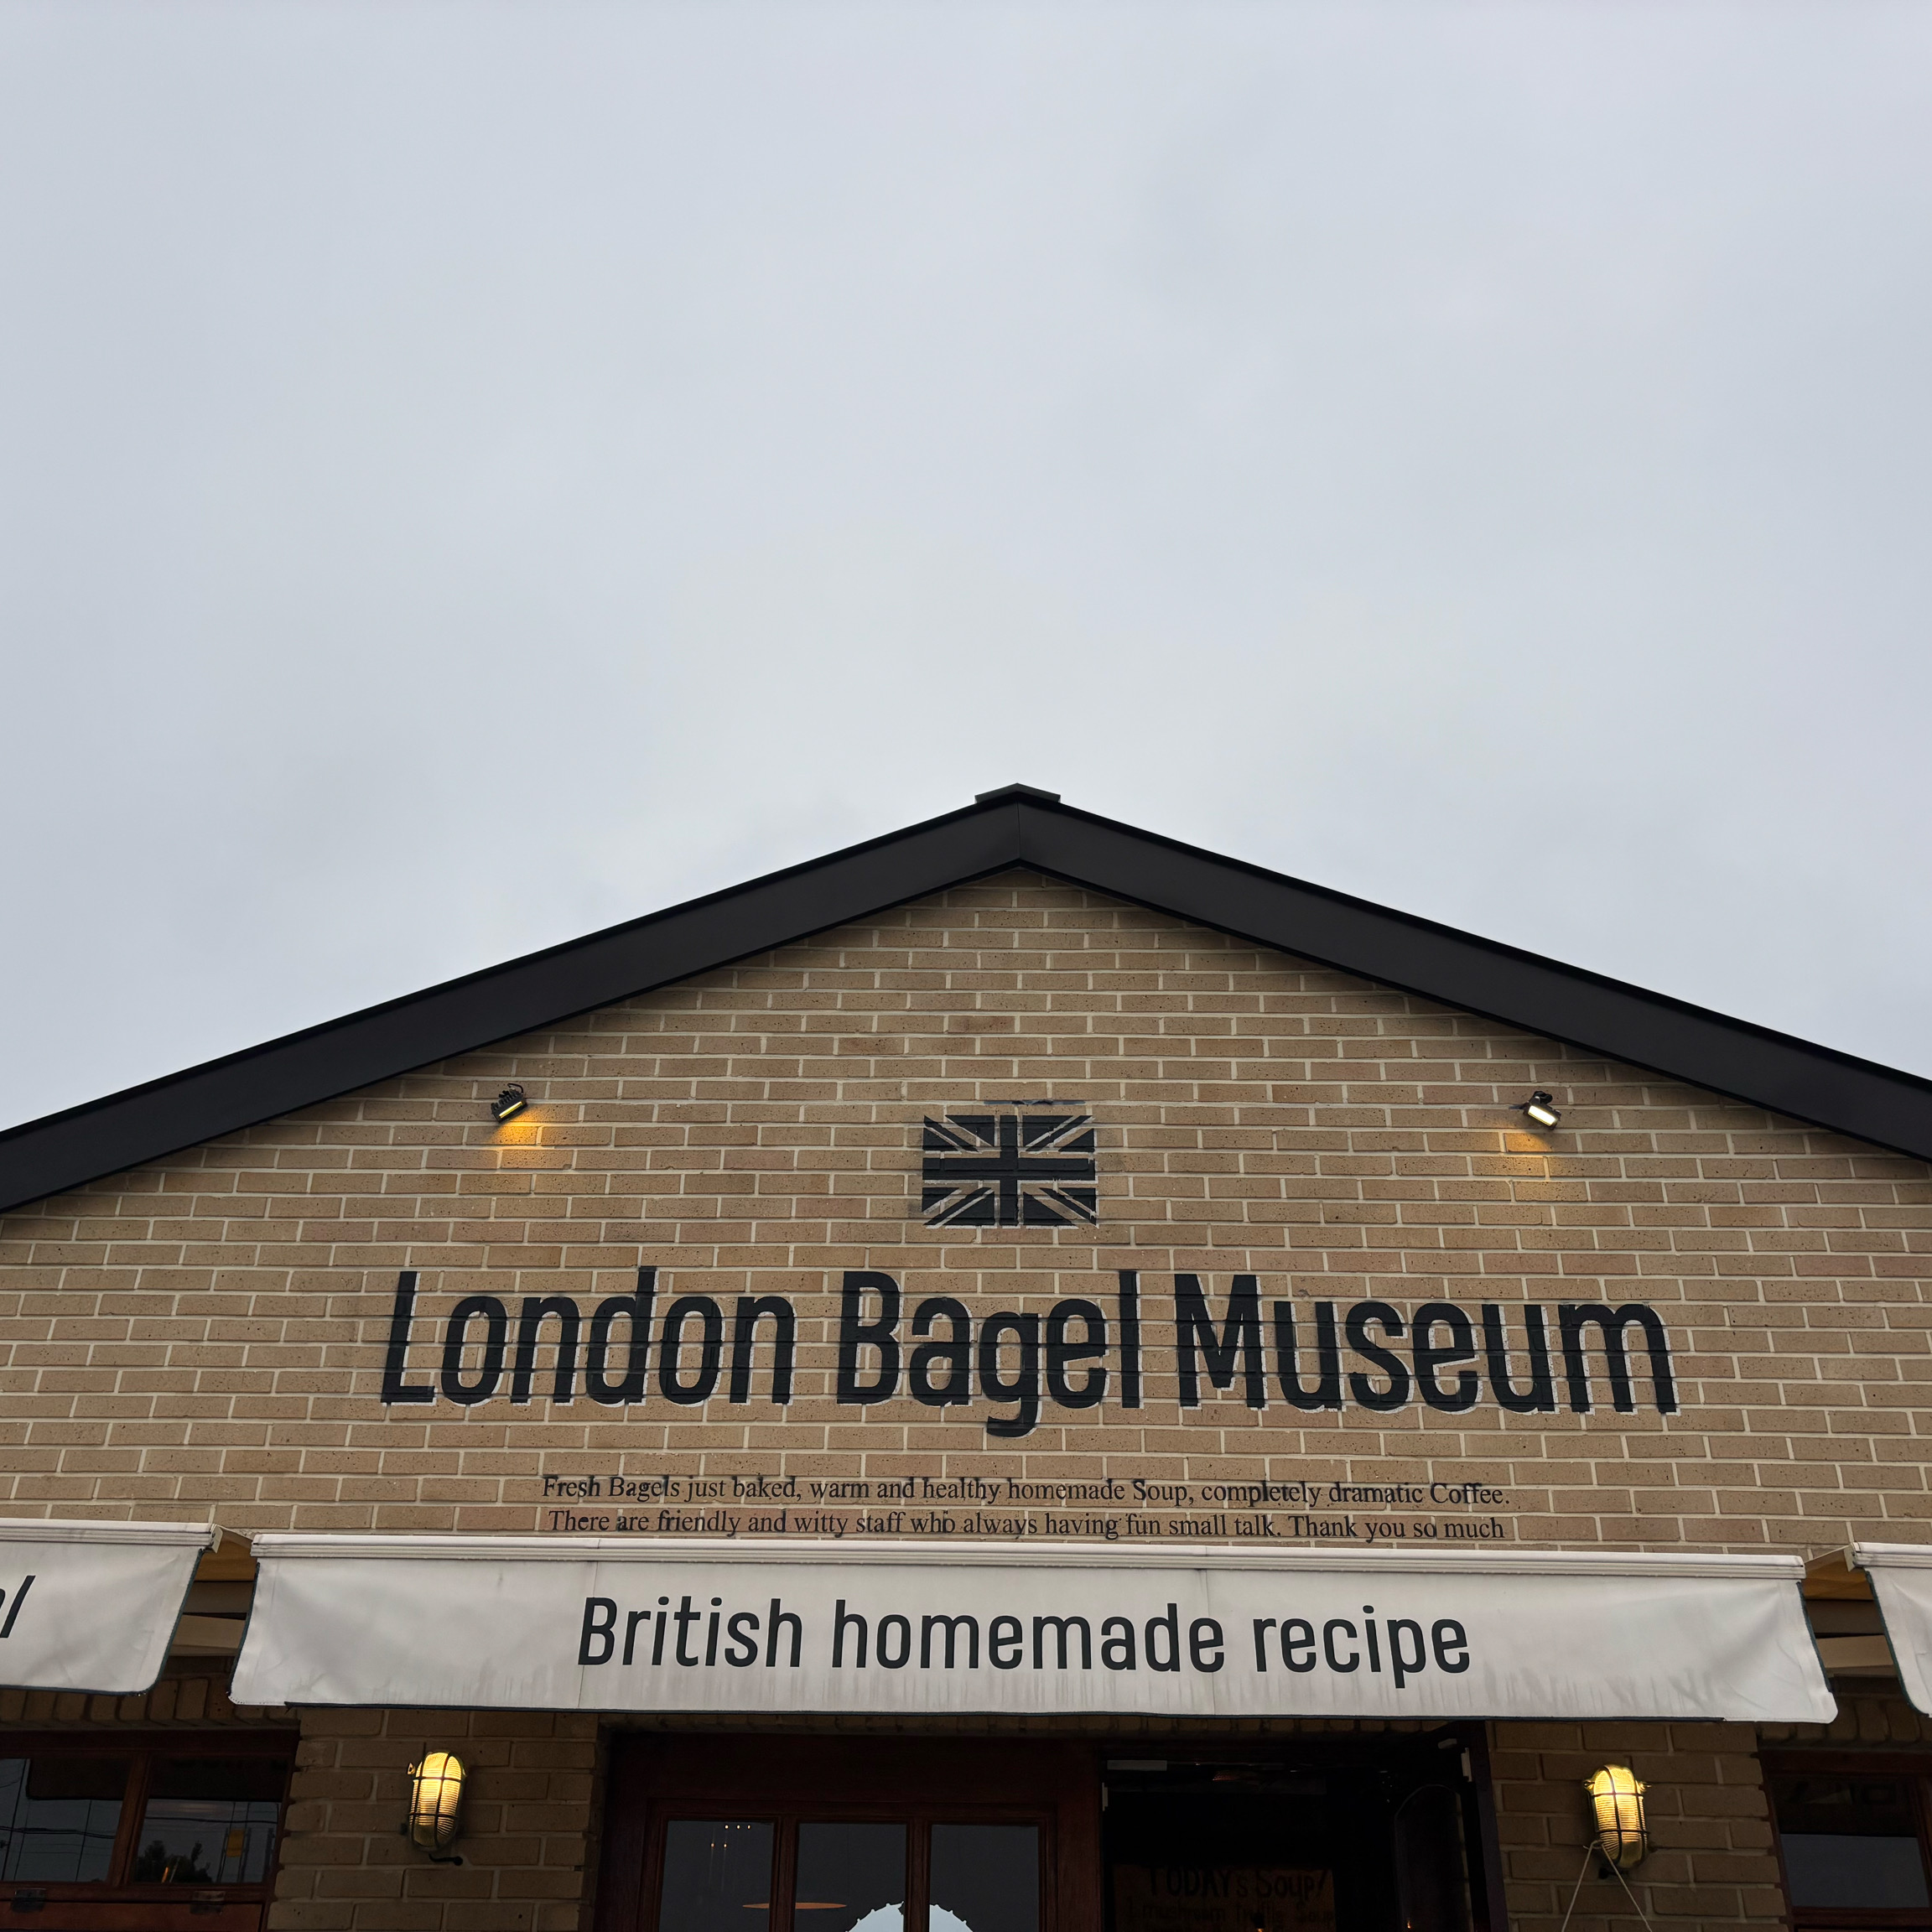 London Bagel Museum
Fresh Bagels just baked, warm and healthy homemade Soup, completely dramatic Coffee.
There are friendly and witty staff who always having fun small talk. Thank you so much
British homemade recipe
TODAY's Soup!